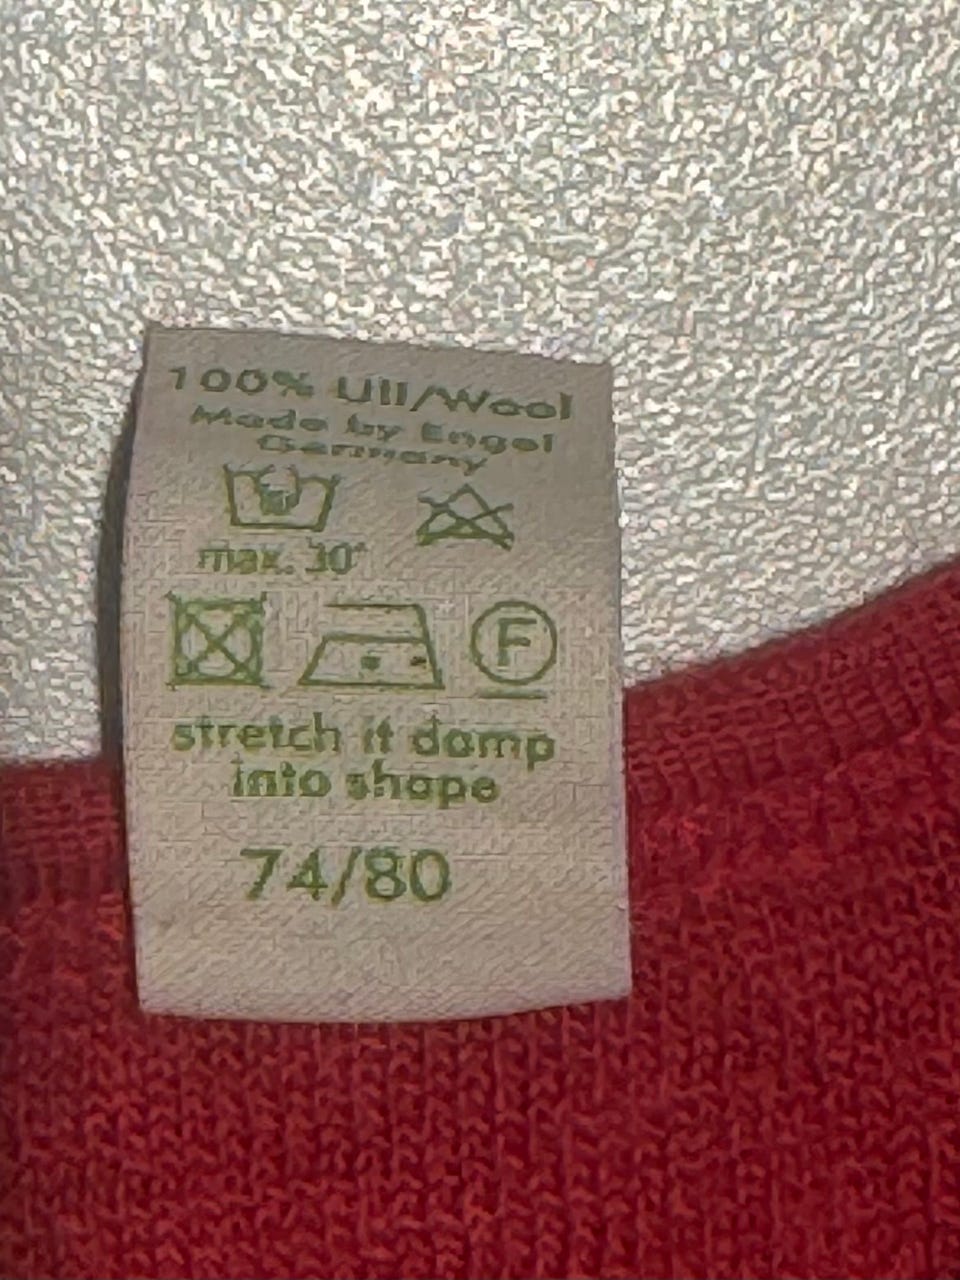 100% Ull/Wool
Made by Engel
Germany
max. 30°
F
stretch it damp
into shape
74/80